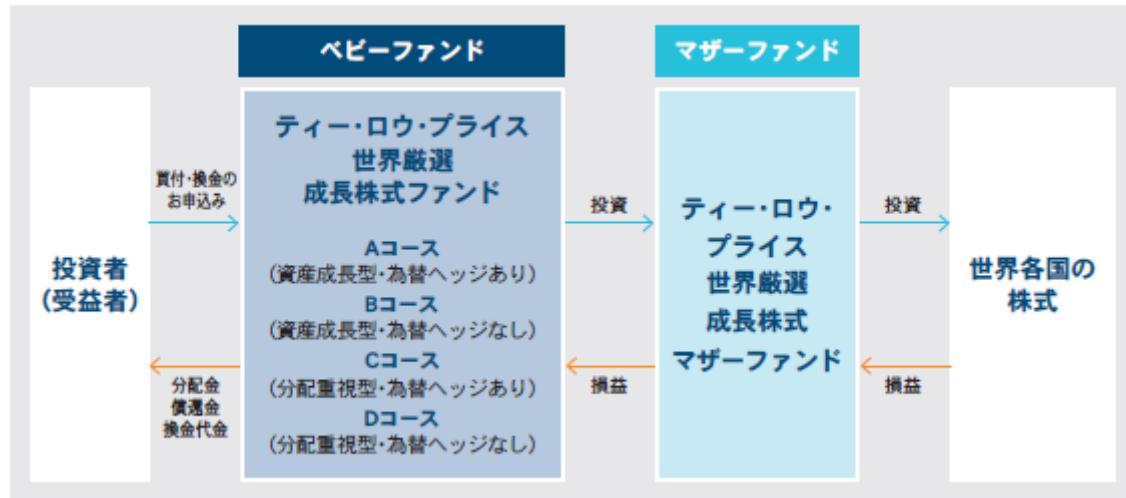 ベビーファンド
マザーファンド
投資者
(受益者)
買付・換金の
お申込み
分配金
償還金
換金代金
ティー・ロウ・プライス
世界厳選
成長株式ファンド
Aコース
(資産成長型・為替ヘッジあり)
Bコース
(資産成長型・為替ヘッジなし)
Cコース
(分配重視型・為替ヘッジあり)
Dコース
(分配重視型・為替ヘッジなし)
投資
損益
ティー・ロウ・
プライス
世界厳選
成長株式
マザーファンド
投資
損益
世界各国の
株式